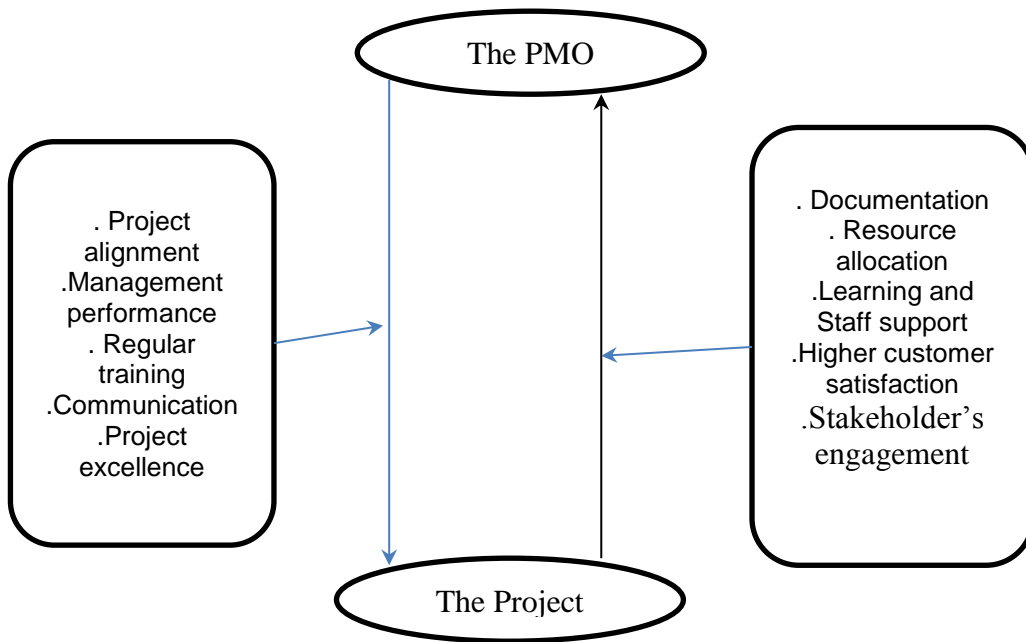 The PMO
. Project
alignment
.Management
performance
. Regular
training
.Communication
.Project
excellence
. Documentation
. Resource
allocation
.Learning and
Staff support
.Higher customer
satisfaction
.Stakeholder’s
engagement
The Project